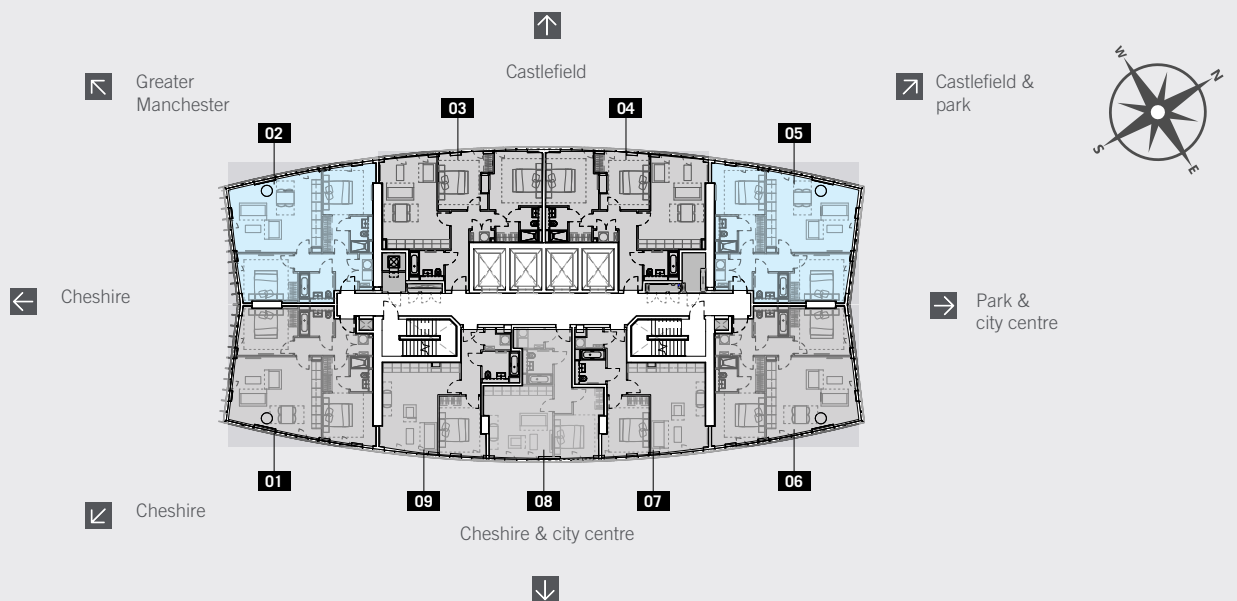 Castlefield
Greater
Manchester
Castlefield &
park
W
N
S
E
03
04
02
05
Cheshire
Park &
city centre
01
09
08
07
06
Cheshire
Cheshire & city centre